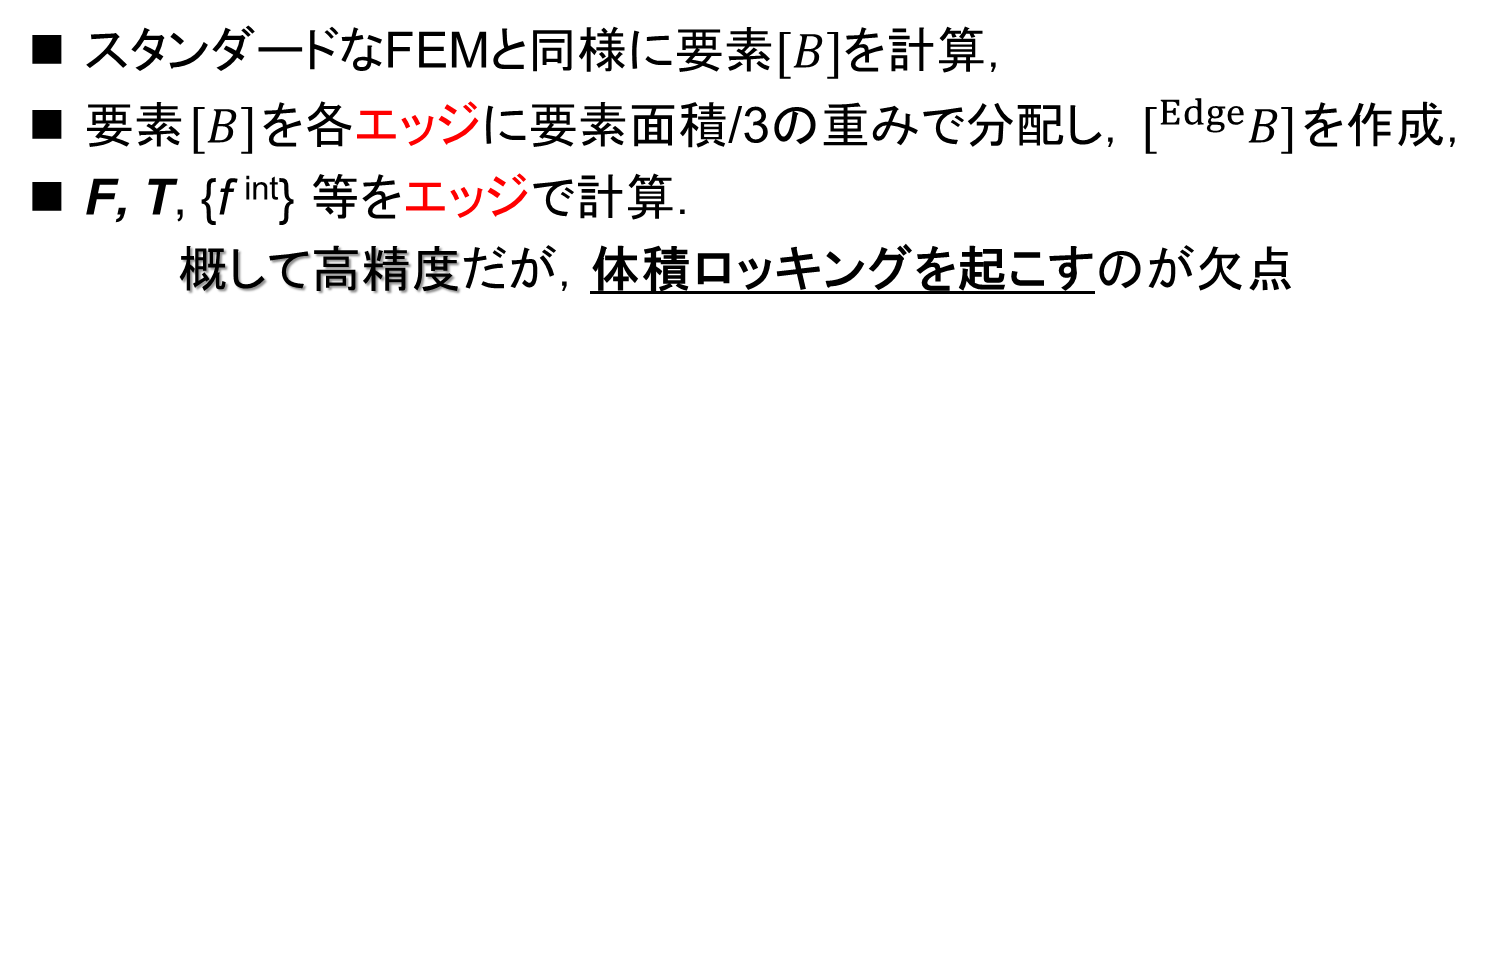 ■ スタンダードなFEMと同様に要素[B]を計算，
■ 要素[B]を各エッジに要素面積/3の重みで分配し，[ᴱᵈᵍᵉB]を作成，
■ F, T, {f int} 等をエッジで計算．
概して高精度だが，体積ロッキングを起こすのが欠点